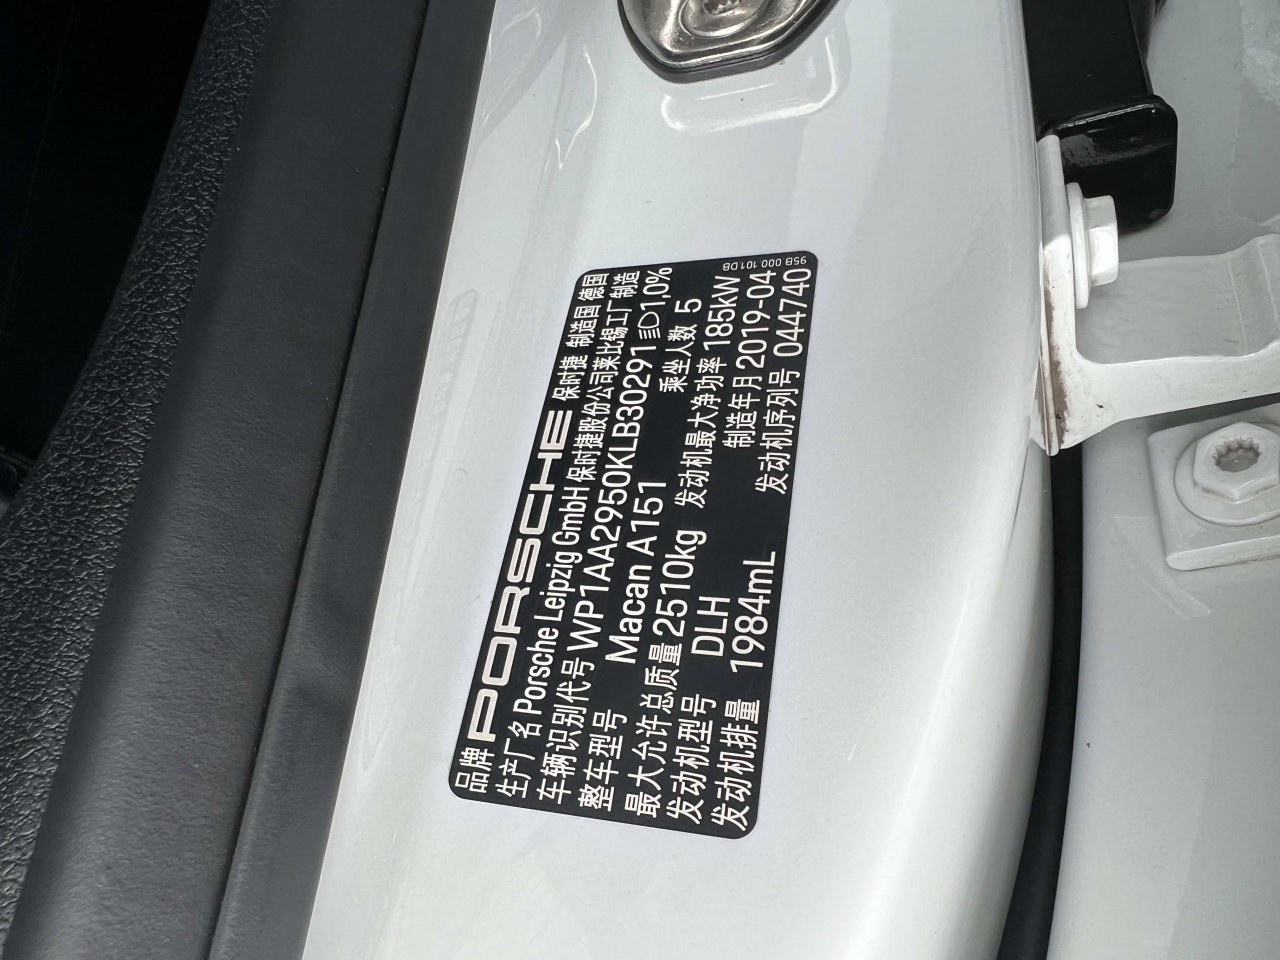 品牌 PORSCHE 保时捷 制造国 德国
生产厂名 Porsche Leipzig GmbH 保时捷股份公司莱比锡工厂制造
车辆识别代号 WP1AA2950KLB30291 1,0%
整车型号 Macan A151 乘坐人数 5
最大允许总质量 2510kg 发动机最大净功率 185kW
发动机型号 DLH 制造年月 2019-04
发动机排量 1984mL 发动机序列号 044740
95B 000 101 DB